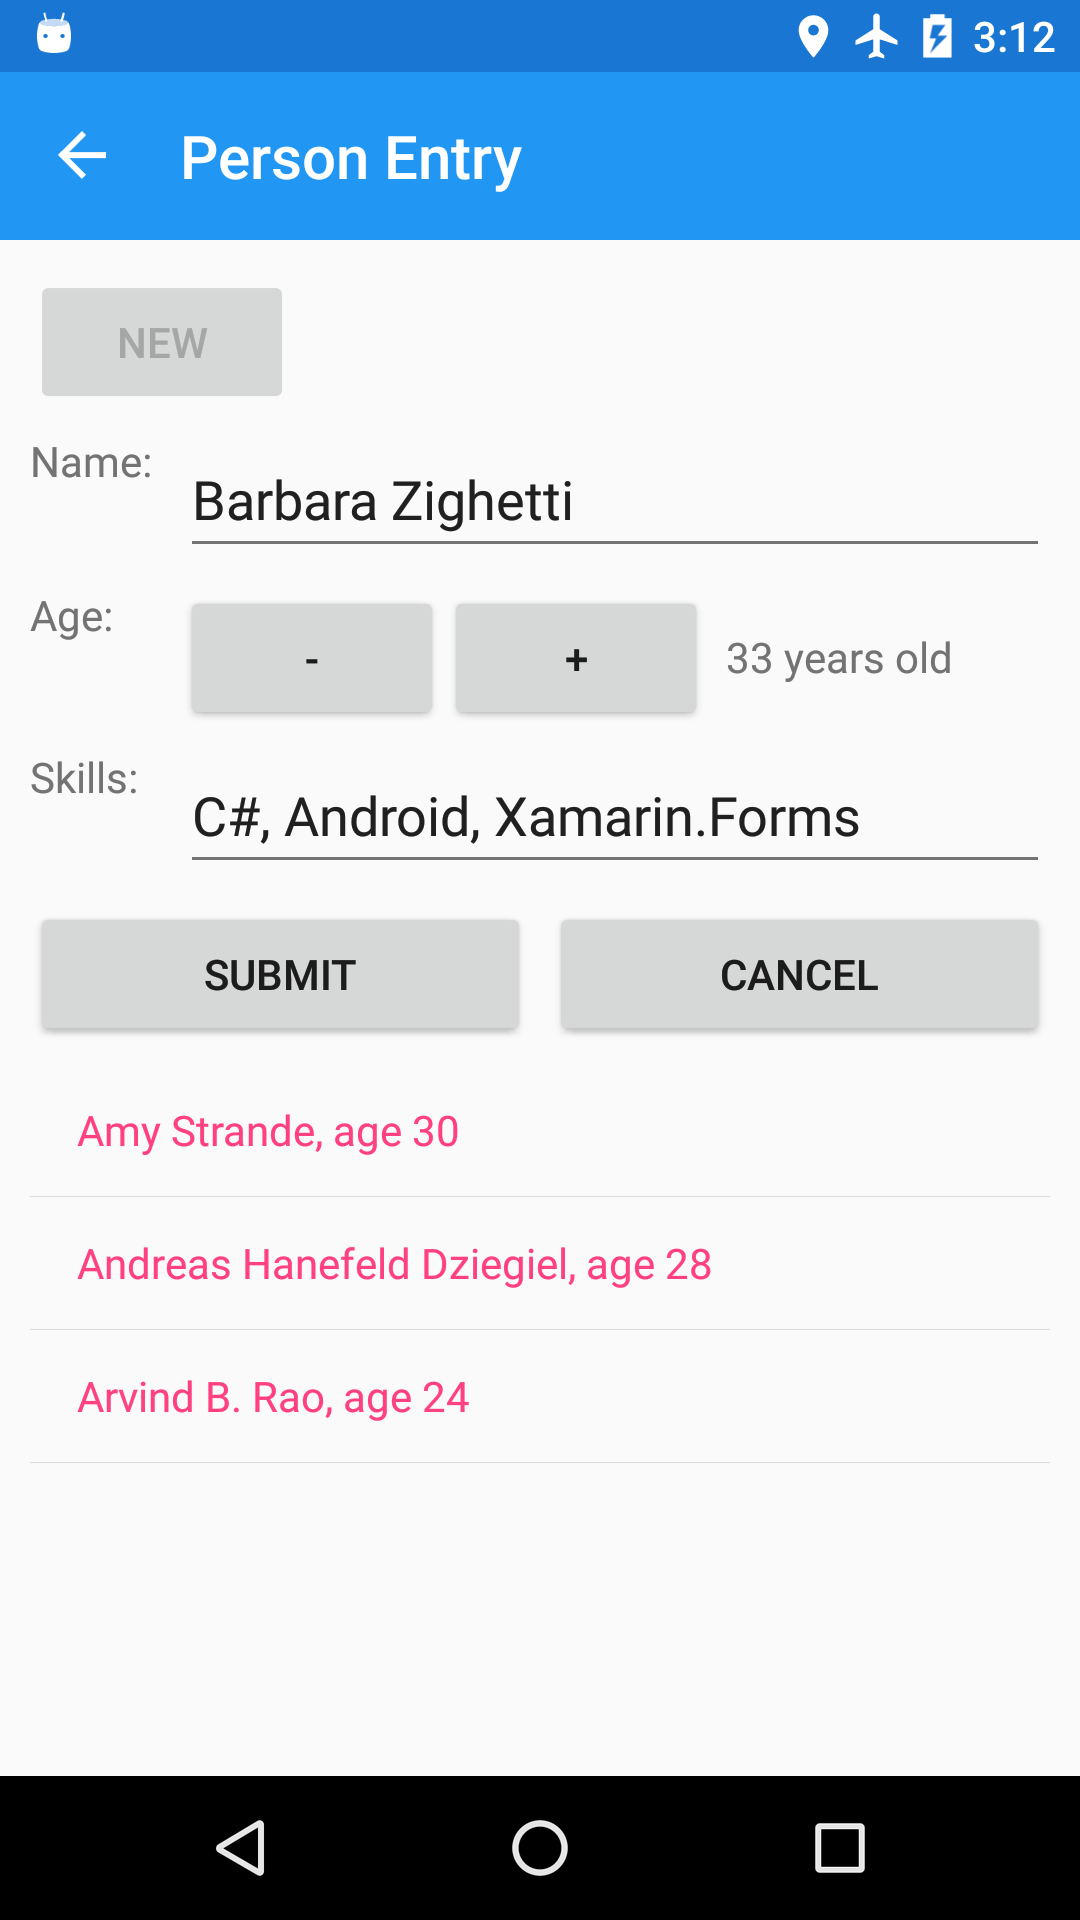 3:12
Person Entry
NEW
Name:
Barbara Zighetti
Age:
- + 33 years old
Skills:
C#, Android, Xamarin.Forms
SUBMIT CANCEL
Amy Strande, age 30
Andreas Hanefeld Dziegiel, age 28
Arvind B. Rao, age 24